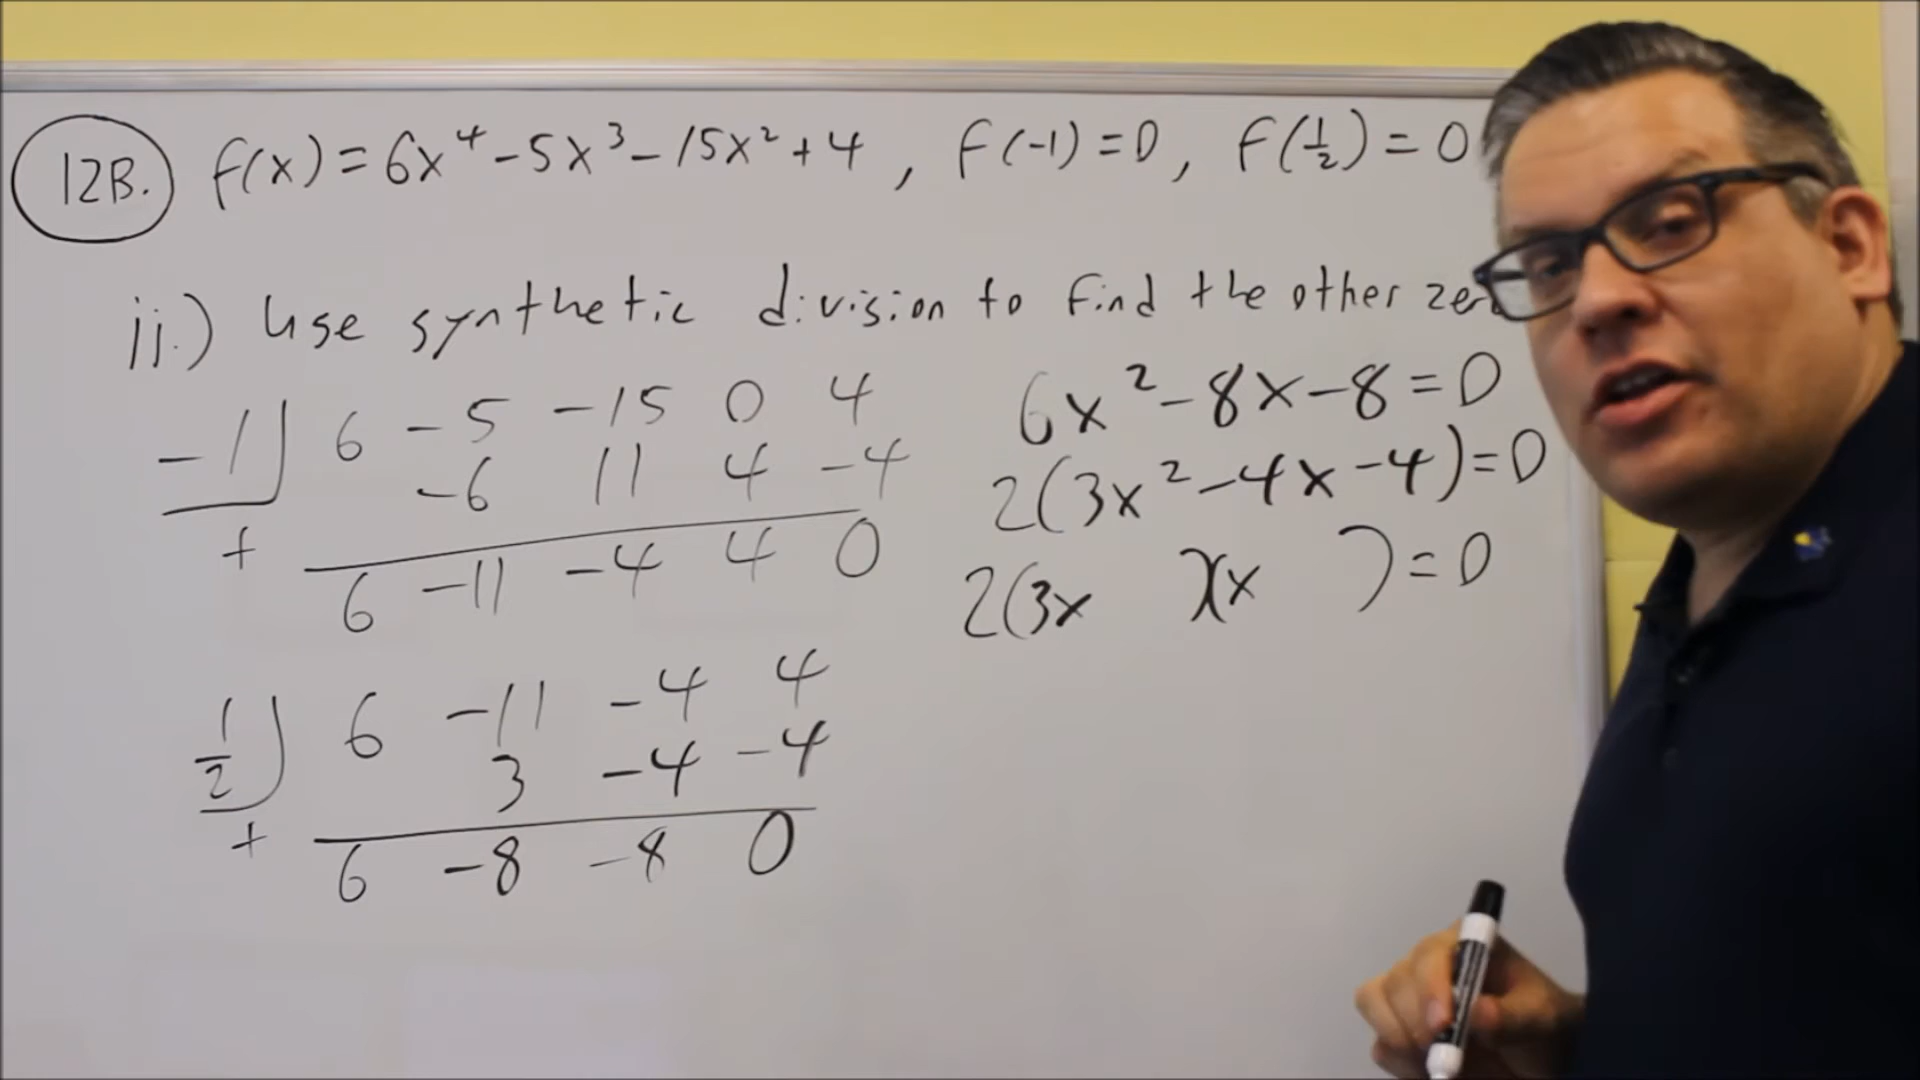 12B. f(x) = 6x⁴ - 5x³ - 15x² + 4 , f(-1) = 0 , f(1/2) = 0
ii.) Use synthetic division to find the other
-1) 6 -5 -15 0 4
-6 11 4 -4
+
6 -11 -4 4 0
1/2) 6 -11 -4 4
3 -4 -4
+
6 -8 -8 0
6x² - 8x - 8 = 0
2(3x² - 4x - 4) = 0
2(3x )(x ) = 0